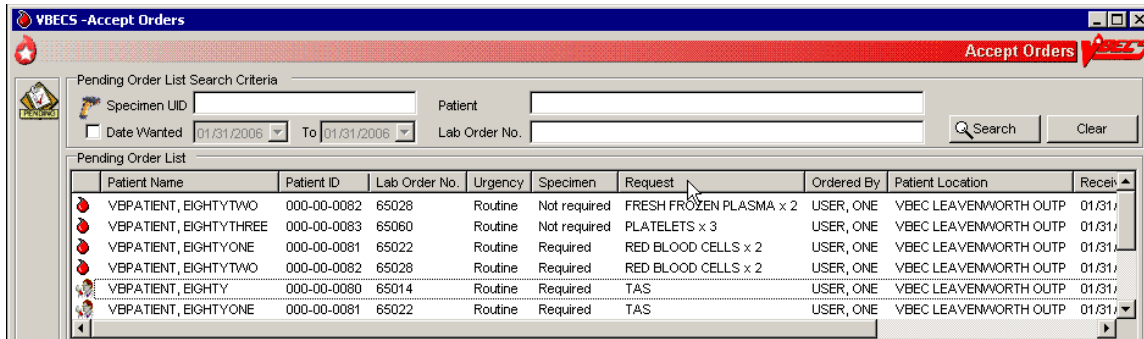 VBECS -Accept Orders
Accept Orders VBECS
PENDING
Pending Order List Search Criteria
Specimen UID Patient
Date Wanted 01/31/2006 To 01/31/2006 Lab Order No. Search Clear
Pending Order List
Patient Name Patient ID Lab Order No. Urgency Specimen Request Ordered By Patient Location Receiv
VBPATIENT, EIGHTYTWO 000-00-0082 65028 Routine Not required FRESH FROZEN PLASMA x 2 USER, ONE VBEC LEAVENWORTH OUTP 01/31/
VBPATIENT, EIGHTYTHREE 000-00-0083 65060 Routine Not required PLATELETS x 3 USER, ONE VBEC LEAVENWORTH OUTP 01/31/
VBPATIENT, EIGHTYONE 000-00-0081 65022 Routine Required RED BLOOD CELLS x 2 USER, ONE VBEC LEAVENWORTH OUTP 01/31/
VBPATIENT, EIGHTYTWO 000-00-0082 65028 Routine Required RED BLOOD CELLS x 2 USER, ONE VBEC LEAVENWORTH OUTP 01/31/
VBPATIENT, EIGHTY 000-00-0080 65014 Routine Required TAS USER, ONE VBEC LEAVENWORTH OUTP 01/31/
VBPATIENT, EIGHTYONE 000-00-0081 65022 Routine Required TAS USER, ONE VBEC LEAVENWORTH OUTP 01/31/